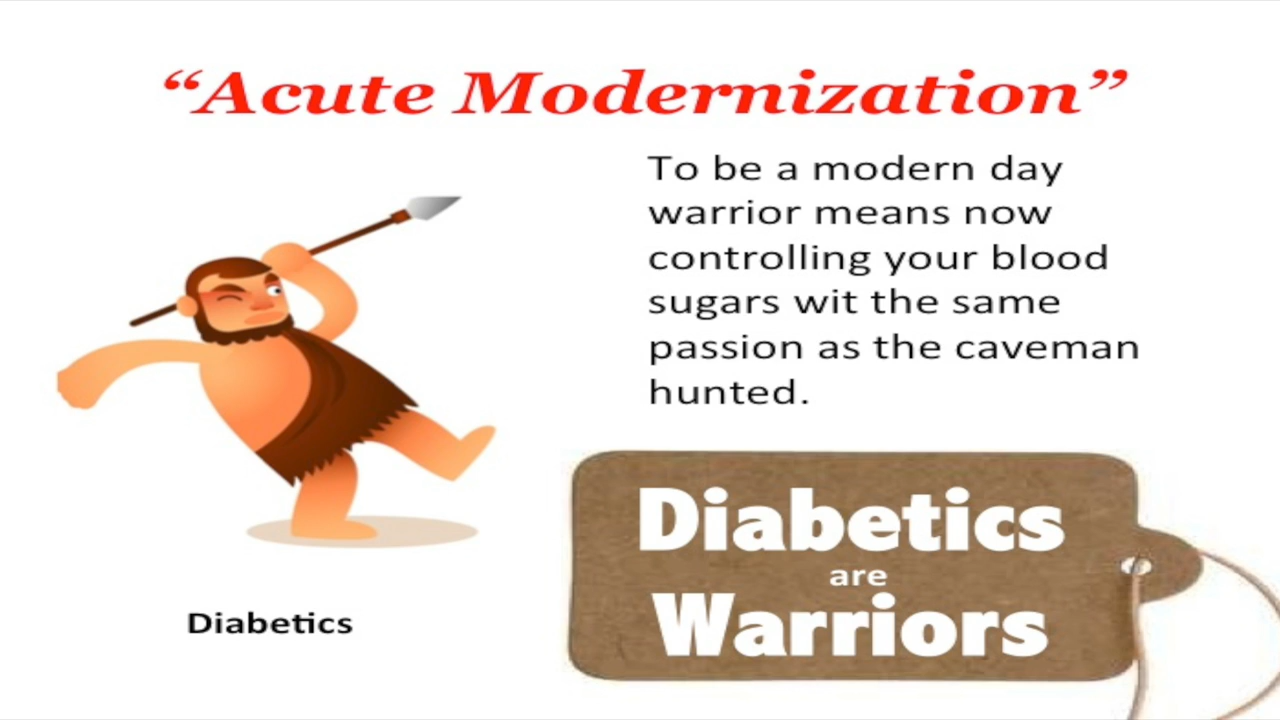 “Acute Modernization”
To be a modern day
warrior means now
controlling your blood
sugars wit the same
passion as the caveman
hunted.
Diabetics
are
Warriors
Diabetics